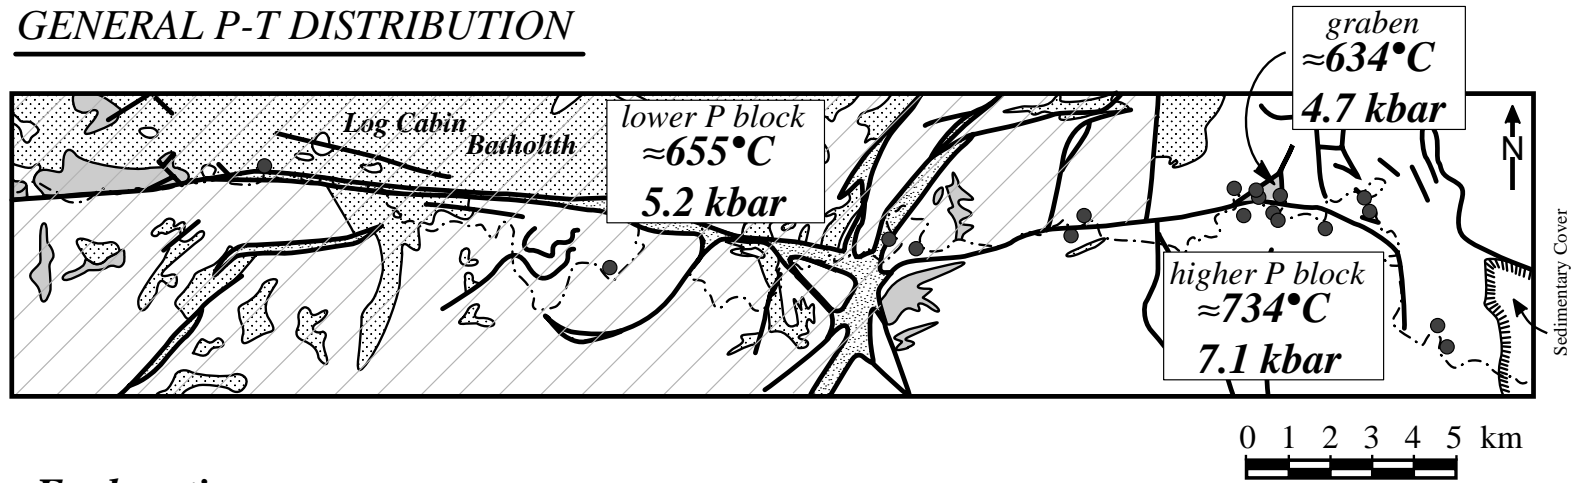 GENERAL P-T DISTRIBUTION
graben
≈634°C
4.7 kbar
lower P block
≈655°C
5.2 kbar
Log Cabin
Batholith
N
higher P block
≈734°C
7.1 kbar
Sedimentary Cover
0 1 2 3 4 5 km